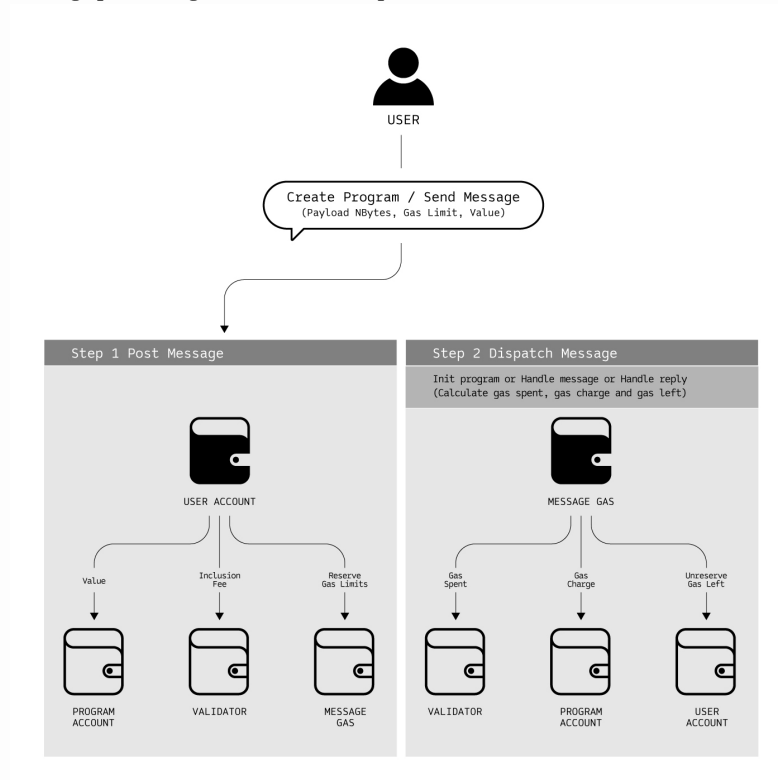 USER
Create Program / Send Message
(Payload NBytes, Gas Limit, Value)
Step 1 Post Message
USER ACCOUNT
Value
Inclusion
Fee
Reserve
Gas Limits
PROGRAM
ACCOUNT
VALIDATOR
MESSAGE
GAS
Step 2 Dispatch Message
Init program or Handle message or Handle reply
(Calculate gas spent, gas charge and gas left)
MESSAGE GAS
Gas
Spent
Gas
Charge
Unreserve
Gas Left
VALIDATOR
PROGRAM
ACCOUNT
USER
ACCOUNT